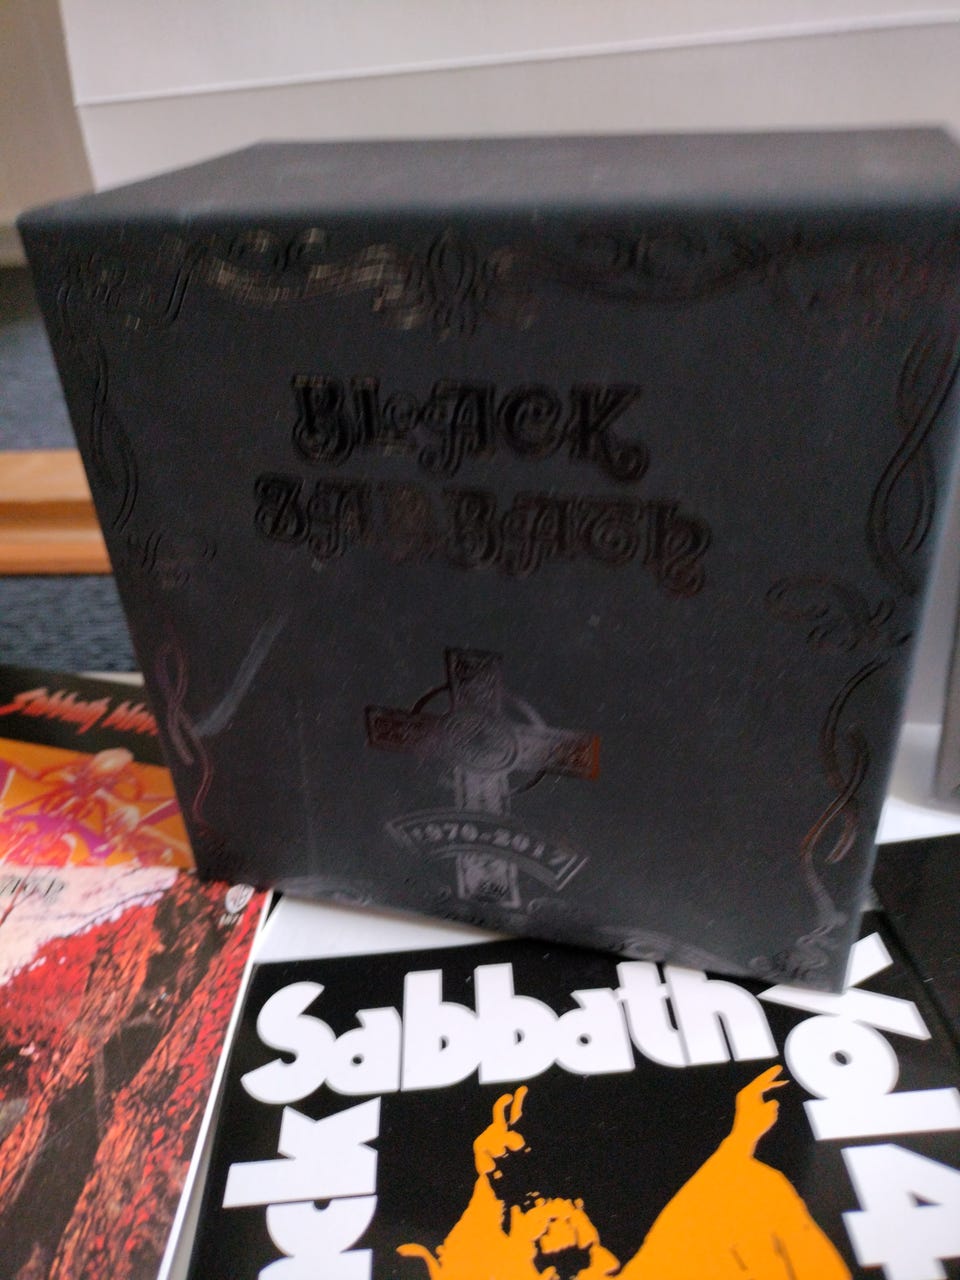 BLACK
SABBATH
1970-2017
Sabbath
Vol 4